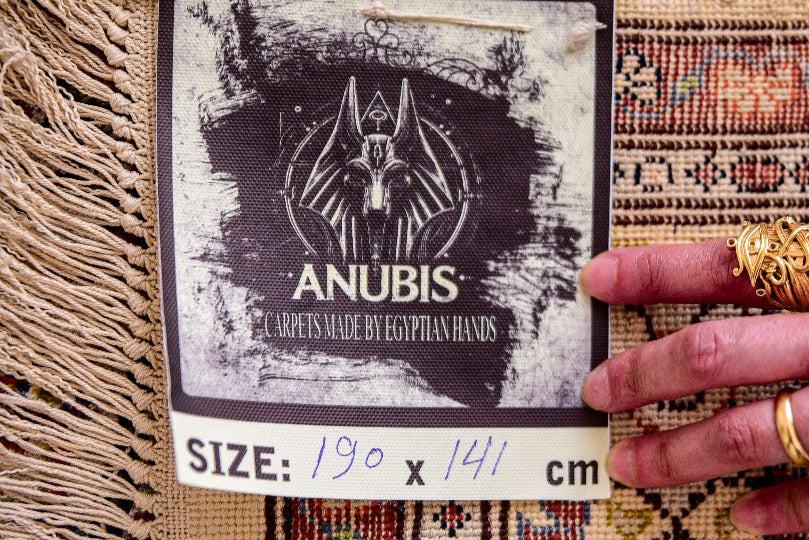 ANUBIS
CARPETS MADE BY EGYPTIAN HANDS
SIZE: 190 x 141 cm